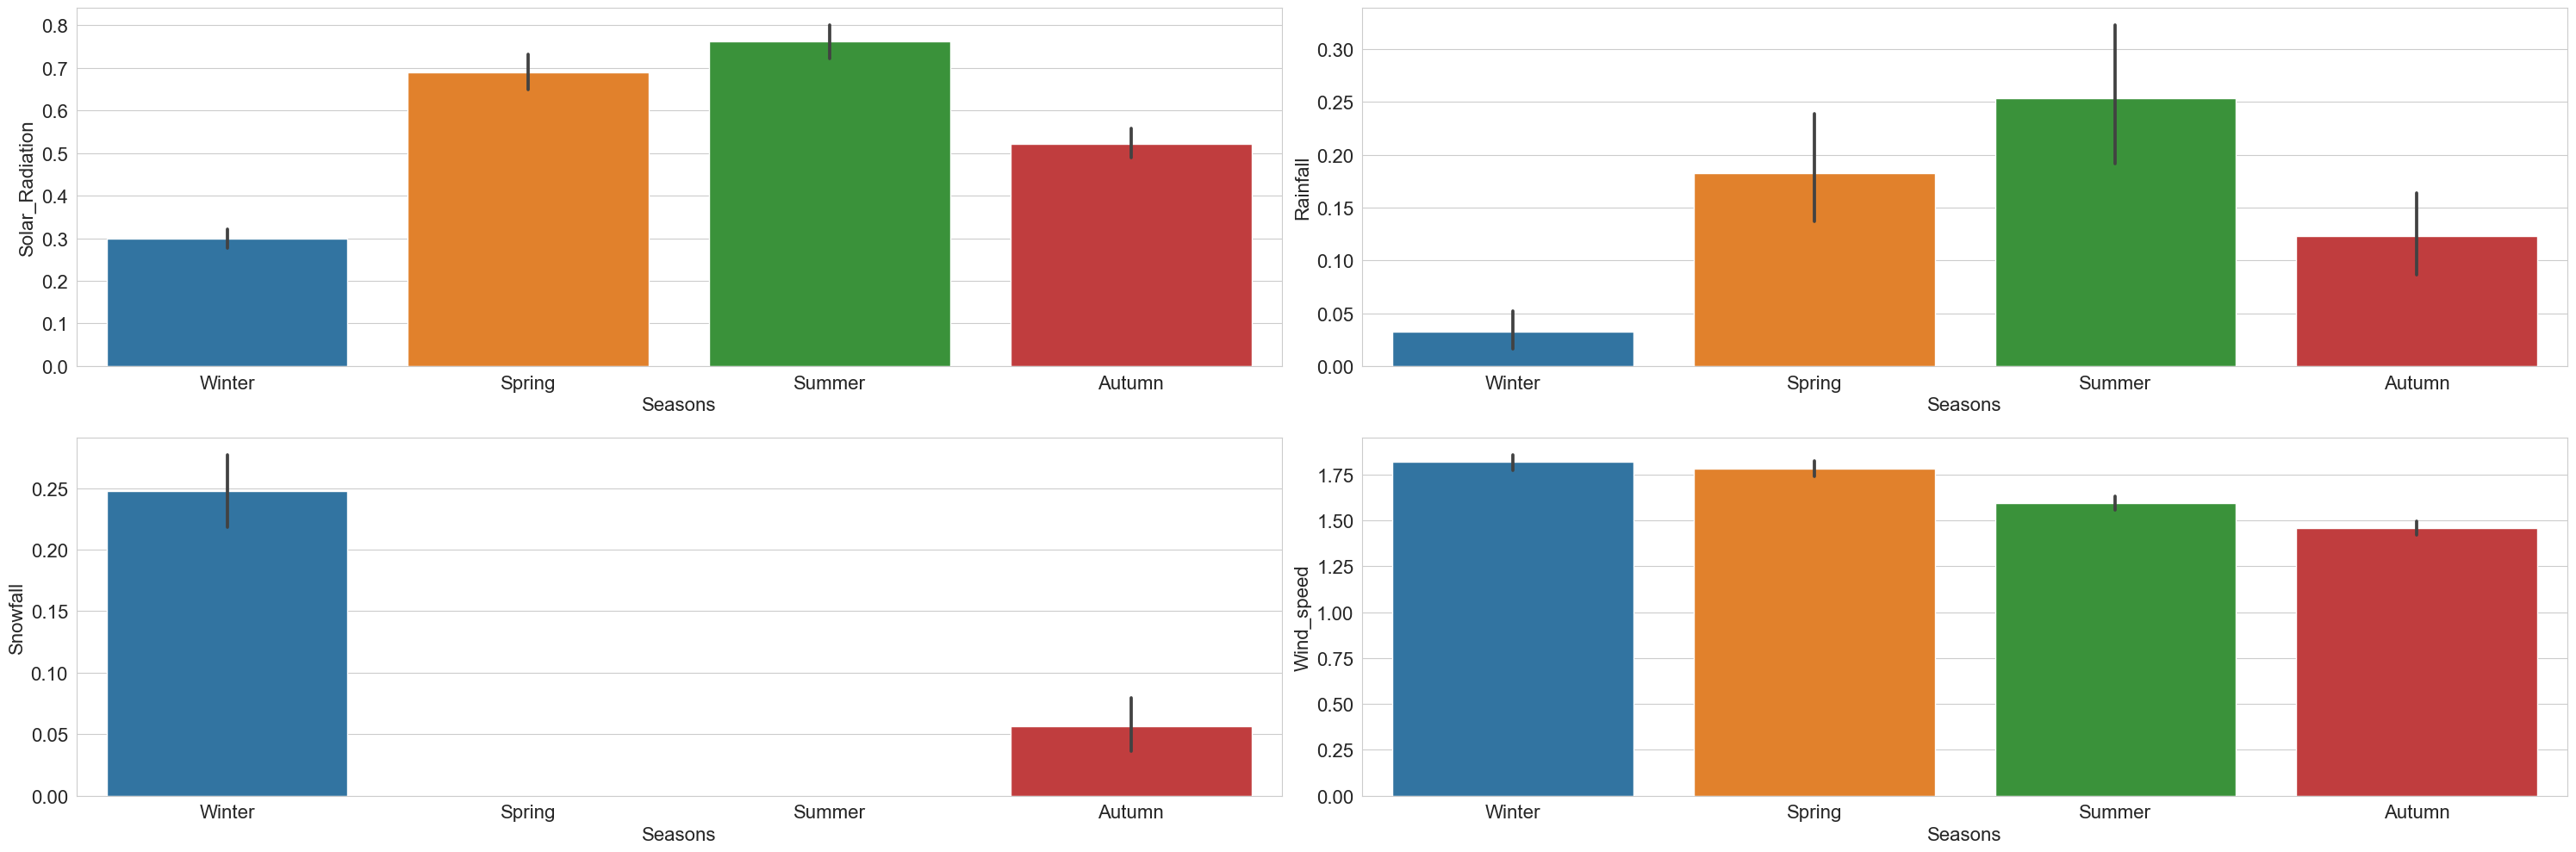 Solar_Radiation
0.8
0.7
0.6
0.5
0.4
0.3
0.2
0.1
0.0
Winter Spring Summer Autumn
Seasons
Rainfall
0.30
0.25
0.20
0.15
0.10
0.05
0.00
Winter Spring Summer Autumn
Seasons
Snowfall
0.25
0.20
0.15
0.10
0.05
0.00
Winter Spring Summer Autumn
Seasons
Wind_speed
1.75
1.50
1.25
1.00
0.75
0.50
0.25
0.00
Winter Spring Summer Autumn
Seasons